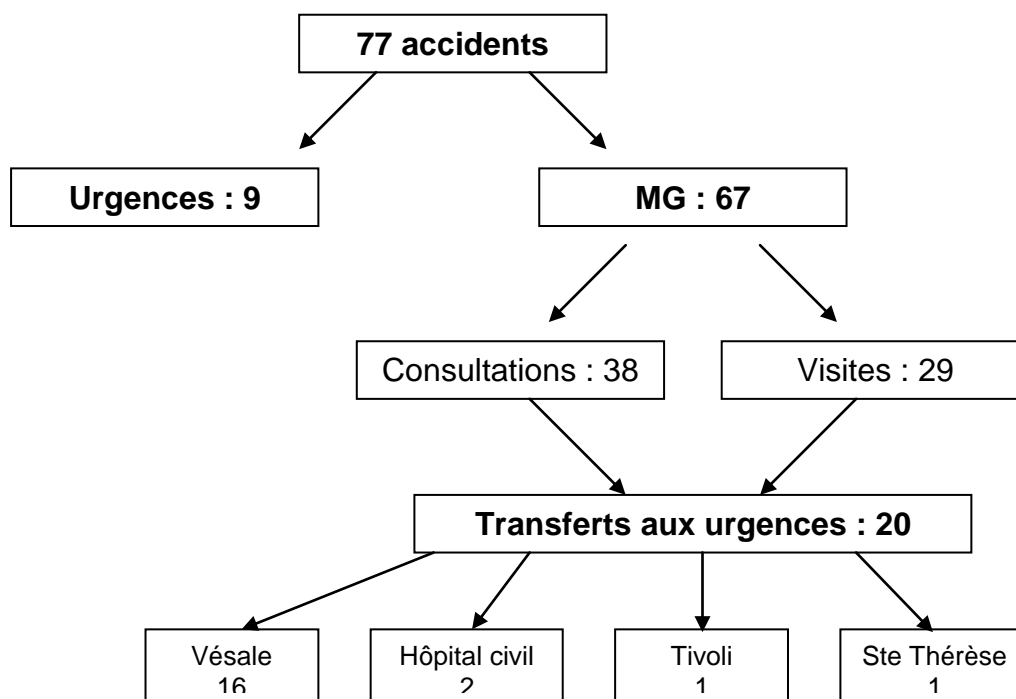 77 accidents
Urgences : 9
MG : 67
Consultations : 38
Visites : 29
Transferts aux urgences : 20
Vésale
16
Hôpital civil
2
Tivoli
1
Ste Thérèse
1